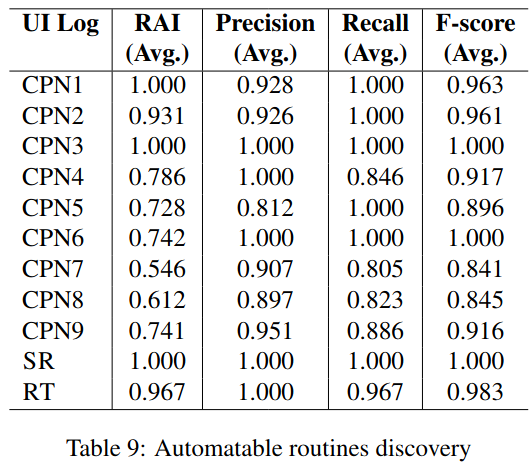 UI Log RAI Precision Recall F-score
(Avg.) (Avg.) (Avg.) (Avg.)
CPN1 1.000 0.928 1.000 0.963
CPN2 0.931 0.926 1.000 0.961
CPN3 1.000 1.000 1.000 1.000
CPN4 0.786 1.000 0.846 0.917
CPN5 0.728 0.812 1.000 0.896
CPN6 0.742 1.000 1.000 1.000
CPN7 0.546 0.907 0.805 0.841
CPN8 0.612 0.897 0.823 0.845
CPN9 0.741 0.951 0.886 0.916
SR 1.000 1.000 1.000 1.000
RT 0.967 1.000 0.967 0.983
Table 9: Automatable routines discovery